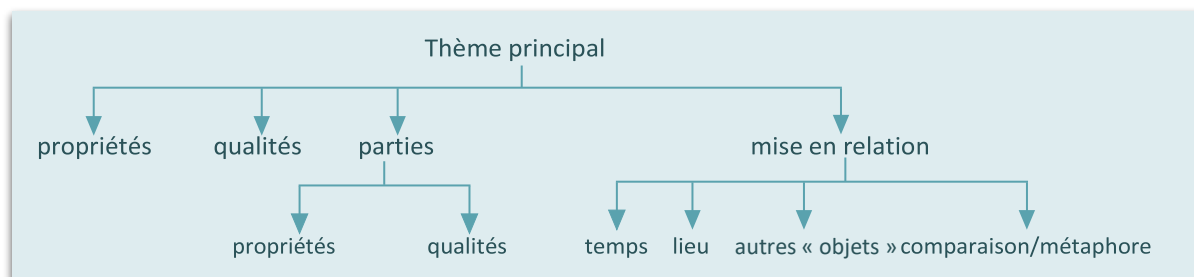 Thème principal
propriétés qualités parties mise en relation
propriétés qualités temps lieu autres « objets » comparaison/métaphore